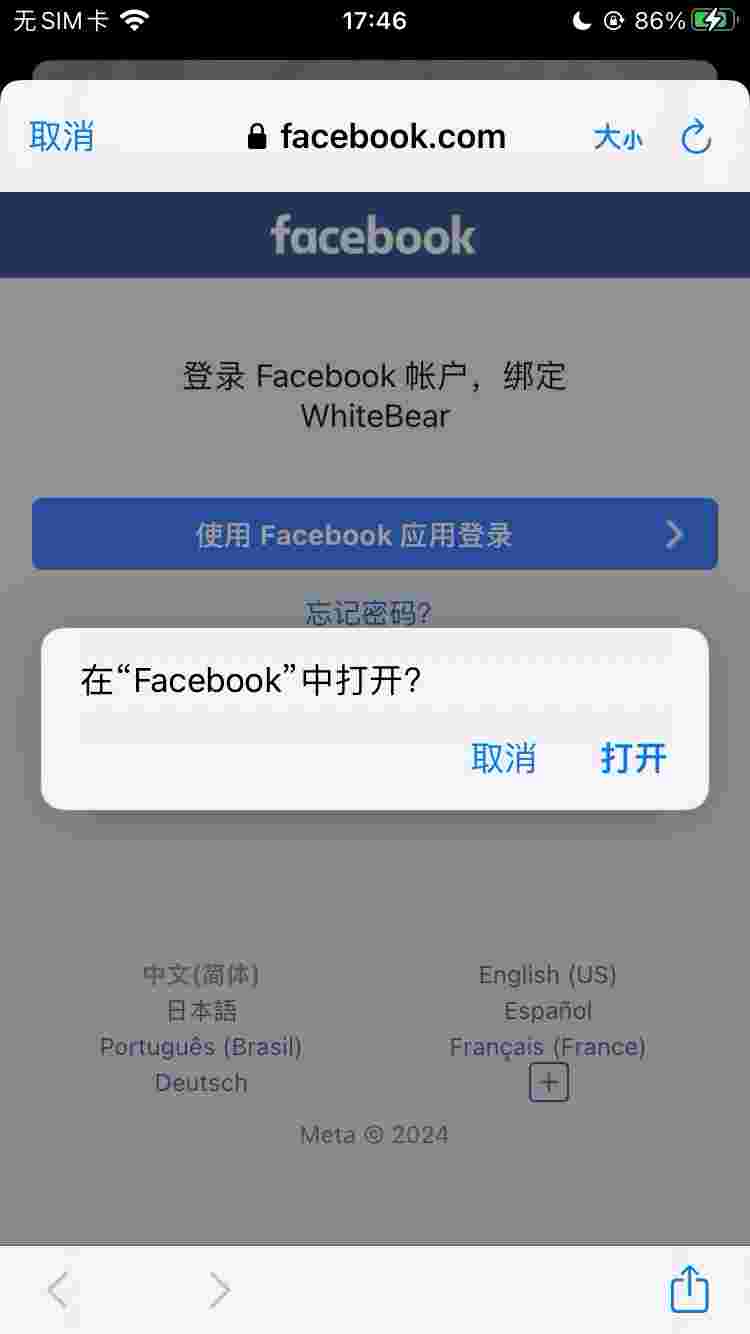 无SIM卡 17:46 86%
取消 facebook.com 大小
facebook
登录 Facebook 帐户，绑定
WhiteBear
使用 Facebook 应用登录
忘记密码?
在“Facebook”中打开?
取消 打开
中文(简体) English (US)
日本語 Español
Português (Brasil) Français (France)
Deutsch
Meta © 2024